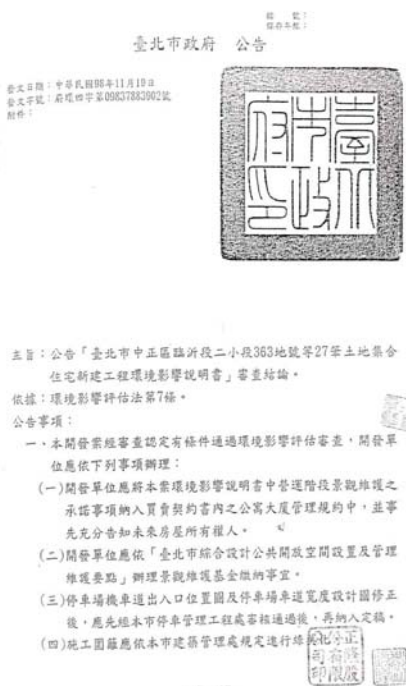 檔　號：
保存年限：
臺北市政府　公告
發文日期：中華民國98年11月19日
發文字號：府環四字第09837883902號
附件：
臺北市政府印
主旨：公告「臺北市中正區臨沂段二小段363地號等27筆土地集合
住宅新建工程環境影響說明書」審查結論。
依據：環境影響評估法第7條。
公告事項：
一、本開發案經審查認定有條件通過環境影響評估審查，開發單
位應依下列事項辦理：
(一)開發單位應將本案環境影響說明書中營運階段景觀維護之
承諾事項納入買賣契約書內之公寓大廈管理規約中，並事
先充分告知未來房屋所有權人。
(二)開發單位應依「臺北市綜合設計公共開放空間設置及管理
維護要點」辦理景觀維護基金繳納事宜。
(三)停車場機車道出入口位置圖及停車場車道寬度設計圖修正
後，應先經本市停車管理工程處審核通過後，再納入定稿。
(四)施工圍籬應依本市建築管理處規定進行綠美化。